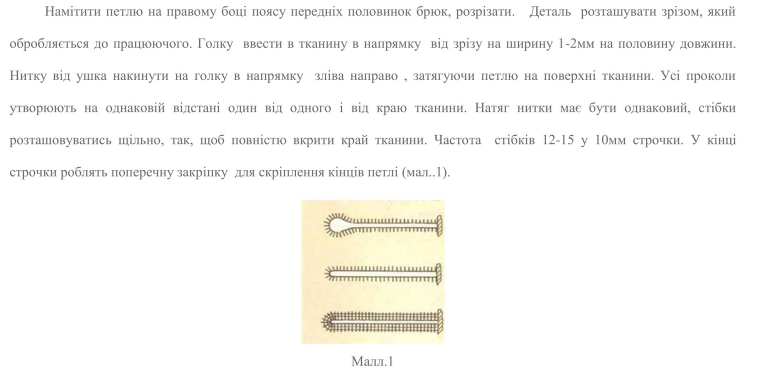 Намітити петлю на правому боці поясу передніх половинок брюк, розрізати. Деталь розташувати зрізом, який
обробляється до працюючого. Голку ввести в тканину в напрямку від зрізу на ширину 1-2мм на половину довжини.
Нитку від ушка накинути на голку в напрямку зліва направо , затягуючи петлю на поверхні тканини. Усі проколи
утворюють на однаковій відстані один від одного і від краю тканини. Натяг нитки має бути однаковий, стібки
розташовуватись щільно, так, щоб повністю вкрити край тканини. Частота стібків 12-15 у 10мм строчки. У кінці
строчки роблять поперечну закріпку для скріплення кінців петлі (мал..1).
Малл.1